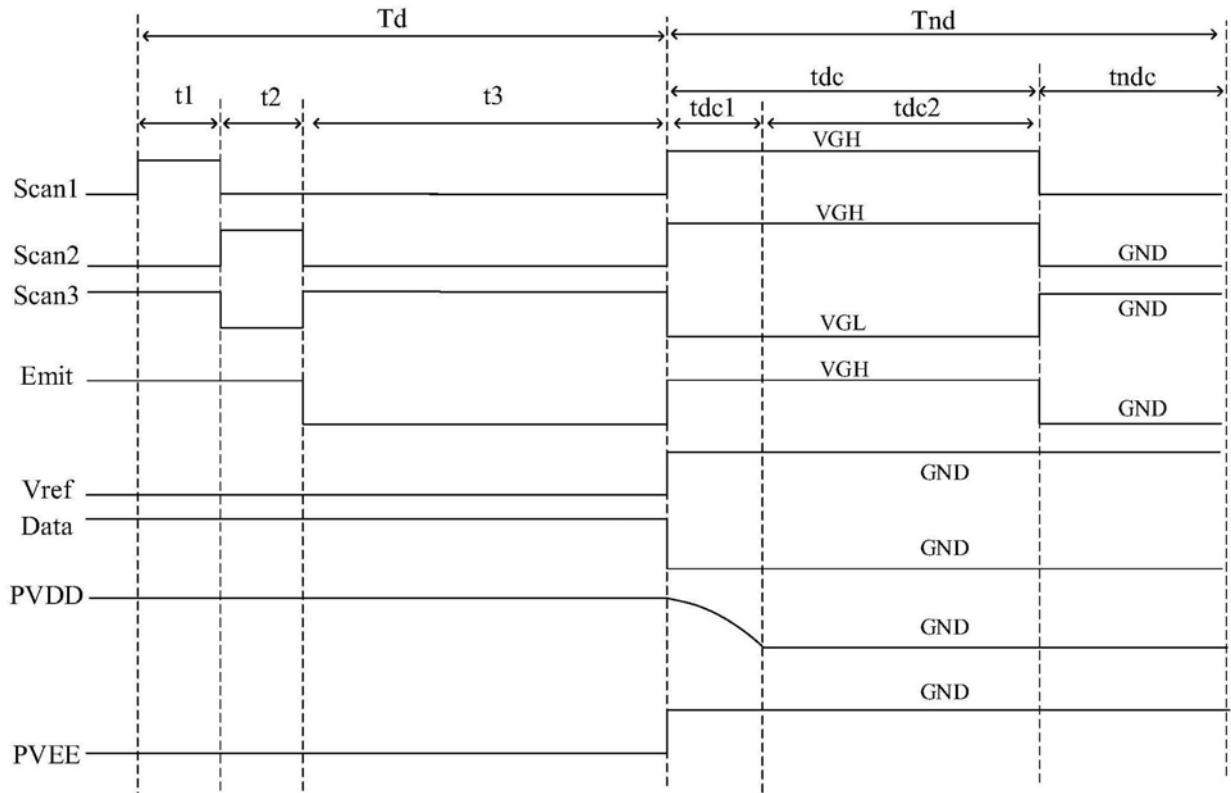 Td Tnd
tdc tndc
t1 t2 t3 tdc1 tdc2
VGH
Scan1
VGH
Scan2 GND
Scan3 GND
VGL
Emit VGH
GND
Vref GND
Data
GND
PVDD
GND
GND
PVEE